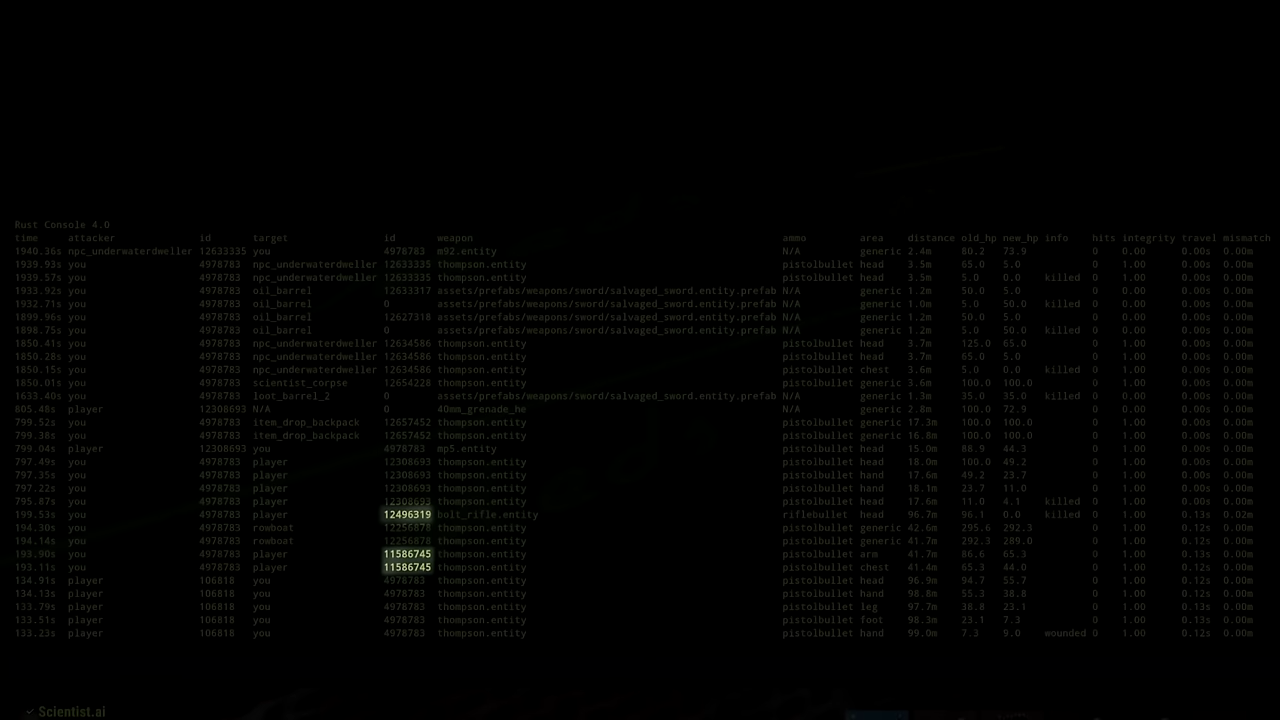 Rust Console 4.0
time attacker id target id weapon ammo area distance old_hp new_hp info hits integrity travel mismatch
1940.36s npc_underwaterdweller 12633335 you 4978783 m92.entity N/A generic 2.4m 80.2 73.9 0 0.00 0.00s 0.00m
1939.93s you 4978783 npc_underwaterdweller 12633335 thompson.entity pistolbullet head 3.5m 65.0 5.0 0 1.00 0.00s 0.00m
1939.57s you 4978783 npc_underwaterdweller 12633335 thompson.entity pistolbullet head 3.5m 5.0 0.0 killed 0 1.00 0.00s 0.00m
1933.92s you 4978783 oil_barrel 12633317 assets/prefabs/weapons/sword/salvaged_sword.entity.prefab N/A generic 1.2m 50.0 5.0 0 0.00 0.00s 0.00m
1932.71s you 4978783 oil_barrel 0 assets/prefabs/weapons/sword/salvaged_sword.entity.prefab N/A generic 1.0m 5.0 50.0 killed 0 0.00 0.00s 0.00m
1899.96s you 4978783 oil_barrel 12627318 assets/prefabs/weapons/sword/salvaged_sword.entity.prefab N/A generic 1.2m 50.0 5.0 0 1.00 0.00s 0.00m
1898.75s you 4978783 oil_barrel 0 assets/prefabs/weapons/sword/salvaged_sword.entity.prefab N/A generic 1.2m 5.0 50.0 killed 0 1.00 0.00s 0.00m
1850.41s you 4978783 npc_underwaterdweller 12634586 thompson.entity pistolbullet head 3.7m 125.0 65.0 0 1.00 0.00s 0.00m
1850.28s you 4978783 npc_underwaterdweller 12634586 thompson.entity pistolbullet head 3.7m 65.0 5.0 0 1.00 0.00s 0.00m
1850.15s you 4978783 npc_underwaterdweller 12634586 thompson.entity pistolbullet chest 3.6m 5.0 0.0 killed 0 1.00 0.00s 0.00m
1850.01s you 4978783 scientist_corpse 12654228 thompson.entity pistolbullet generic 3.6m 100.0 100.0 0 1.00 0.00s 0.00m
1633.40s you 4978783 loot_barrel_2 0 assets/prefabs/weapons/sword/salvaged_sword.entity.prefab N/A generic 1.3m 35.0 35.0 killed 0 1.00 0.00s 0.00m
805.48s player 12308693 N/A 0 40mm_grenade_he N/A generic 2.8m 100.0 72.9 0 1.00 0.00s 0.00m
799.52s you 4978783 item_drop_backpack 12657452 thompson.entity pistolbullet generic 17.3m 100.0 100.0 0 1.00 0.00s 0.00m
799.38s you 4978783 item_drop_backpack 12657452 thompson.entity pistolbullet generic 16.8m 100.0 100.0 0 1.00 0.00s 0.00m
799.04s player 12308693 you 4978783 mp5.entity pistolbullet head 15.0m 88.9 44.3 0 1.00 0.00s 0.00m
797.49s you 4978783 player 12308693 thompson.entity pistolbullet head 18.0m 100.0 49.2 0 1.00 0.00s 0.00m
797.35s you 4978783 player 12308693 thompson.entity pistolbullet hand 17.6m 49.2 23.7 0 1.00 0.00s 0.00m
797.22s you 4978783 player 12308693 thompson.entity pistolbullet hand 18.1m 23.7 11.0 0 1.00 0.00s 0.00m
795.87s you 4978783 player 12308693 thompson.entity pistolbullet head 17.6m 11.0 4.1 killed 0 1.00 0.00s 0.00m
199.53s you 4978783 player 12496319 bolt_rifle.entity riflebullet head 96.7m 96.1 0.0 killed 0 1.00 0.13s 0.02m
194.30s you 4978783 rowboat 12256878 thompson.entity pistolbullet generic 42.6m 295.6 292.3 0 1.00 0.12s 0.00m
194.14s you 4978783 rowboat 12256878 thompson.entity pistolbullet generic 41.7m 292.3 289.0 0 1.00 0.12s 0.00m
193.90s you 4978783 player 11586745 thompson.entity pistolbullet arm 41.7m 86.6 65.3 0 1.00 0.13s 0.00m
193.11s you 4978783 player 11586745 thompson.entity pistolbullet chest 41.4m 65.3 44.0 0 1.00 0.12s 0.00m
134.91s player 106818 you 4978783 thompson.entity pistolbullet head 96.9m 94.7 55.7 0 1.00 0.13s 0.00m
134.13s player 106818 you 4978783 thompson.entity pistolbullet hand 98.8m 55.3 38.8 0 1.00 0.12s 0.00m
133.79s player 106818 you 4978783 thompson.entity pistolbullet leg 97.7m 38.8 23.1 0 1.00 0.13s 0.00m
133.51s player 106818 you 4978783 thompson.entity pistolbullet foot 98.3m 23.1 7.3 0 1.00 0.13s 0.00m
133.23s player 106818 you 4978783 thompson.entity pistolbullet hand 99.0m 7.3 9.0 wounded 0 1.00 0.12s 0.00m
✓ Scientist.ai